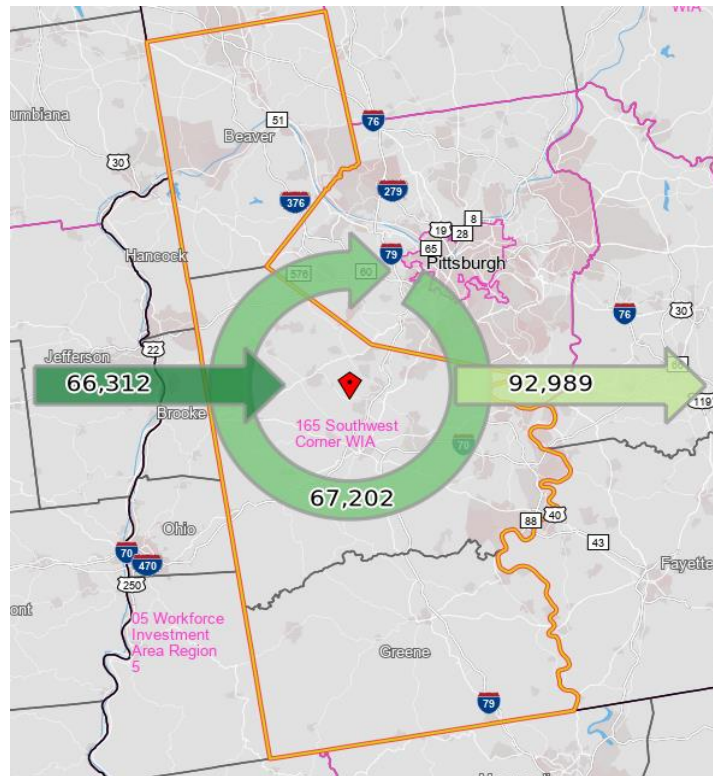 WIA
umbiana
76
51
Beaver
30
279
376
8
19
28
65
Hancock
79
Pittsburgh
576
60
76
30
Jefferson
22
66,312
92,989
119
Brooke
165 Southwest
Corner WIA
70
67,202
88
40
Ohio
43
70
470
250
Fayette
ont
05 Workforce
Investment
Area Region
5
Greene
79